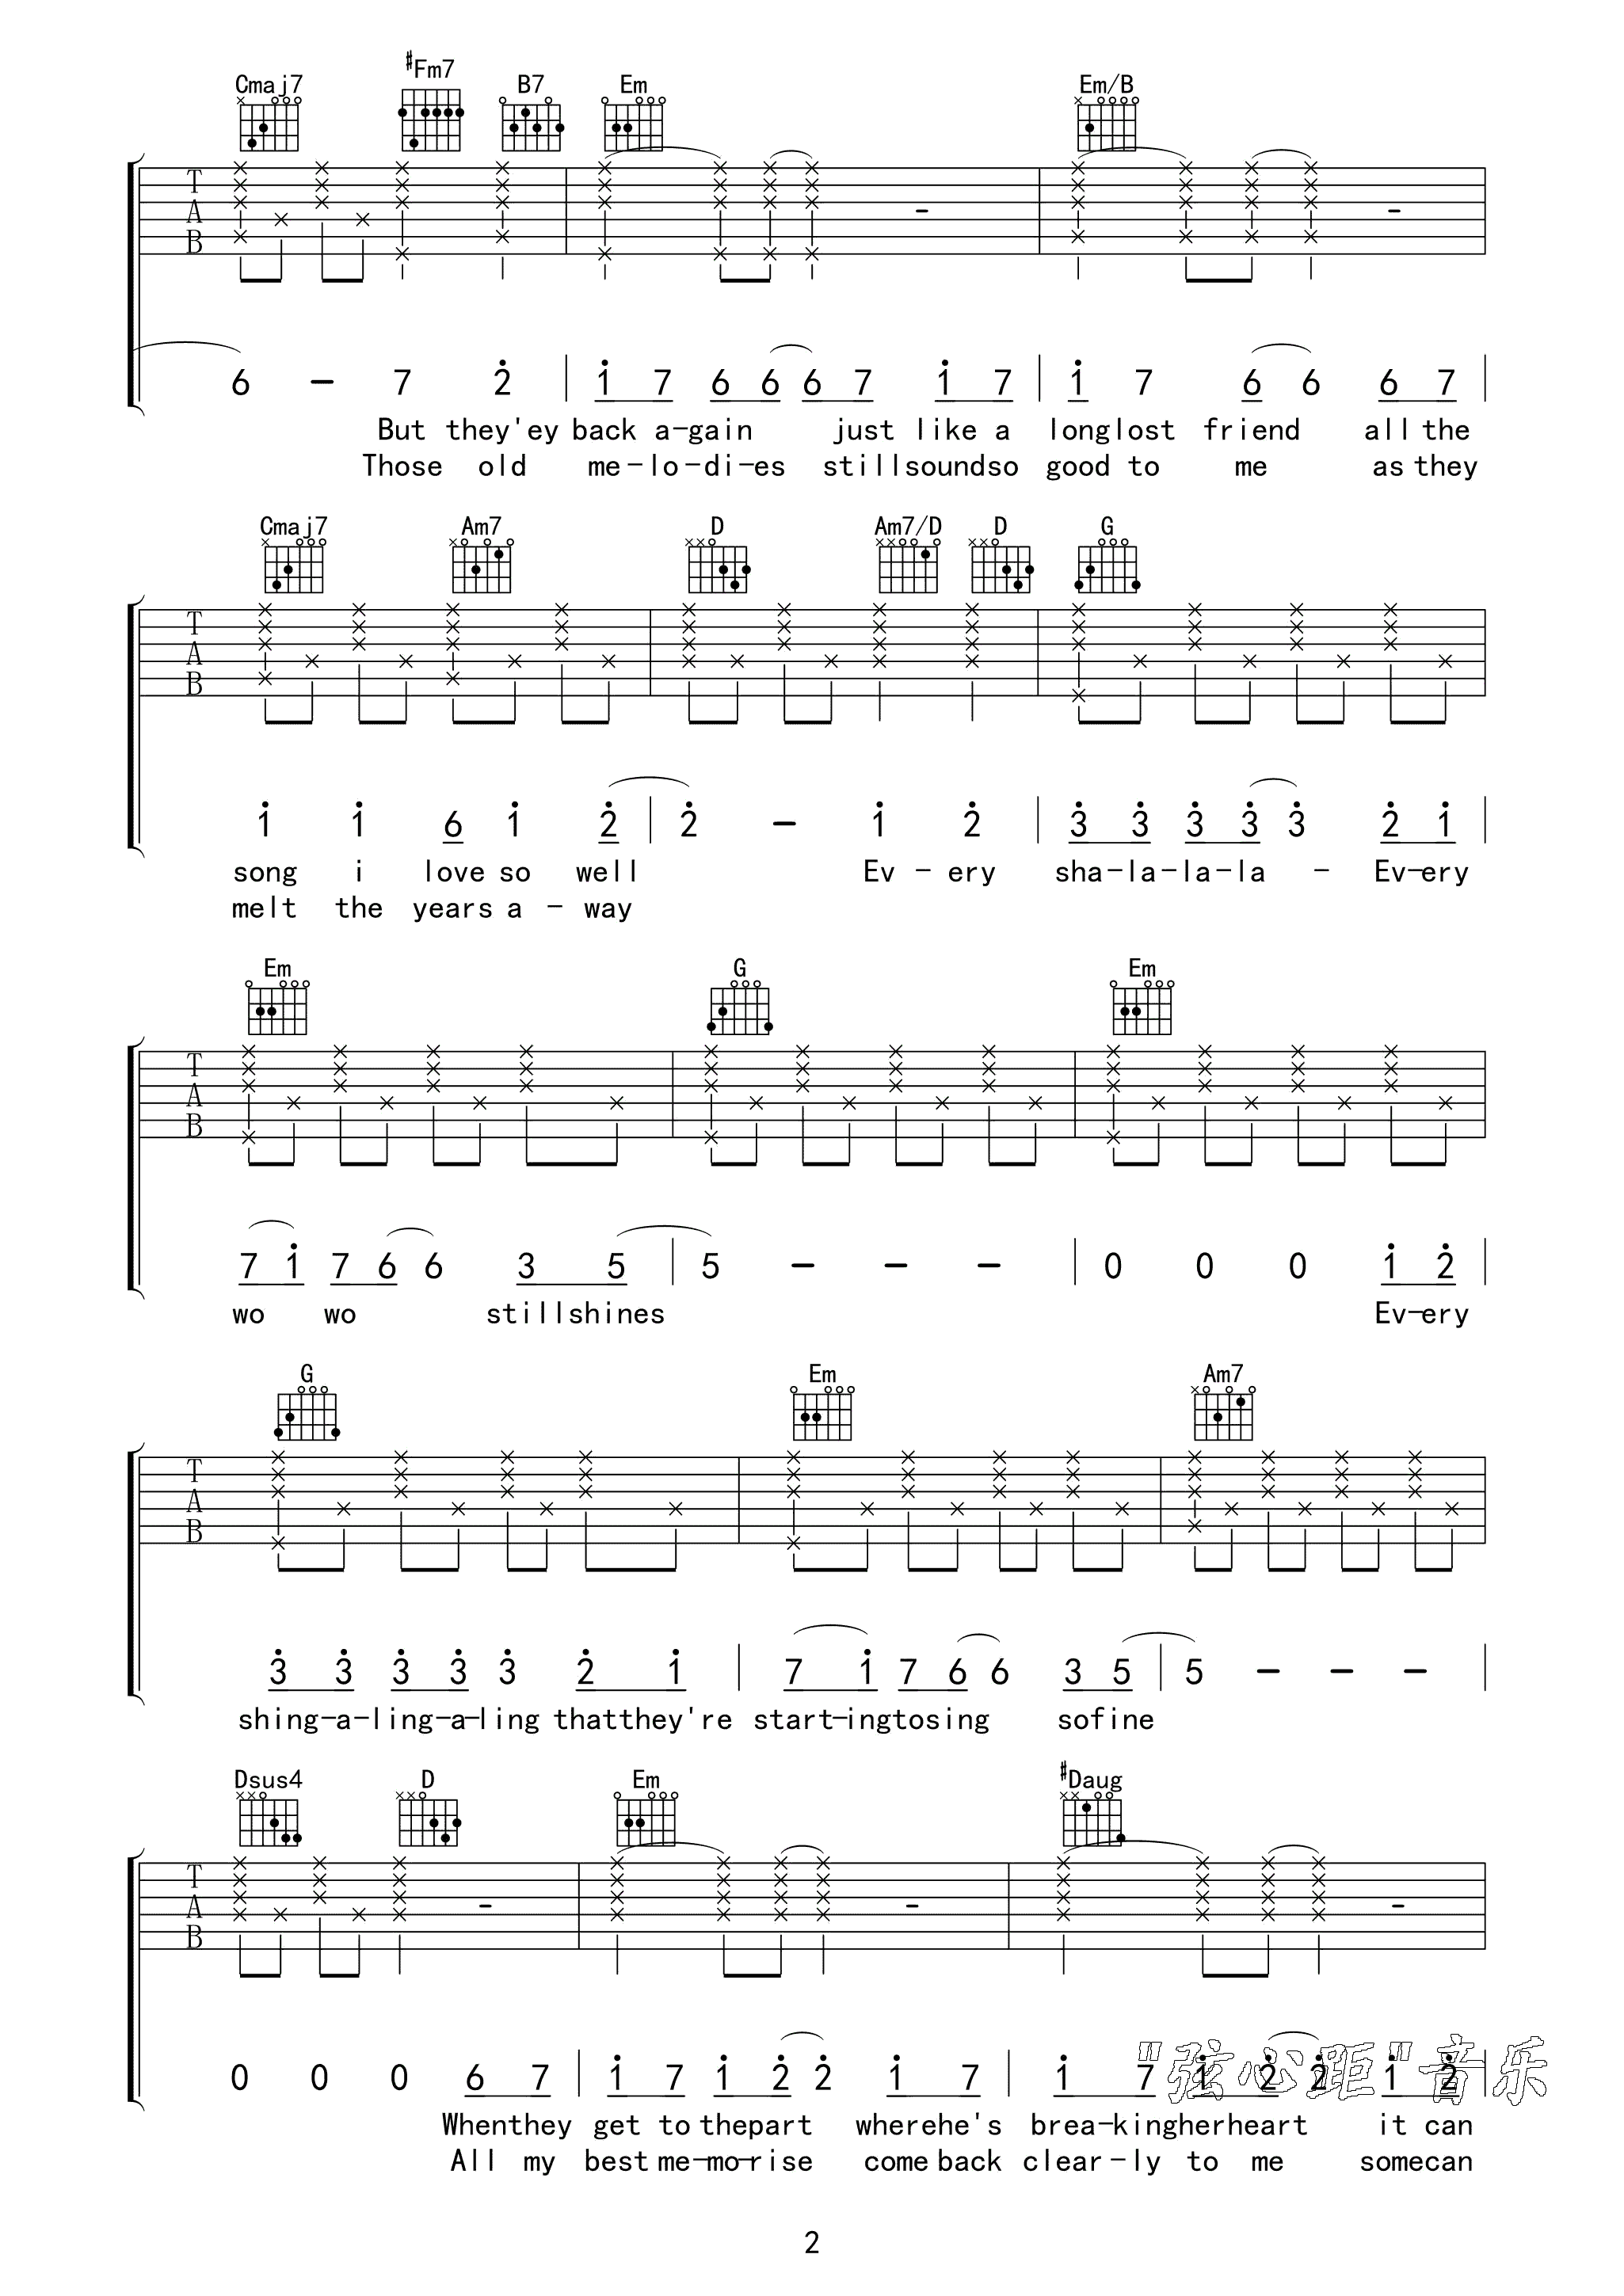 Cmaj7 #Fm7 B7 Em Em/B
T
A
B
6 – 7 2 | 1 7 6 6 6 7 1 7 | 1 7 6 6 6 7 |
But they'ey back a-gain just like a longlost friend all the
Those old me-lo-di-es stillsoundso good to me as they
Cmaj7 Am7 D Am7/D D G
T
A
B
1 1 6 1 2 | 2 – 1 2 | 3 3 3 3 3 2 1 |
song i love so well Ev - ery sha-la-la-la - Ev-ery
melt the years a - way
Em G Em
T
A
B
7 1 7 6 6 3 5 | 5 – – – | 0 0 0 1 2 |
wo wo stillshines Ev-ery
G Em Am7
T
A
B
3 3 3 3 3 2 1 | 7 1 7 6 6 3 5 | 5 – – – |
shing-a-ling-a-ling thatthey're start-ingtosing sofine
Dsus4 D Em #Daug
T
A
B
0 0 0 6 7 | 1 7 1 2 2 1 7 | 1 7 1 2 2 1 2 |
"弦心距"音乐
Whenthey get to thepart wherehe's brea-kingherheart it can
All my best me-mo-rise come back clear-ly to me somecan
2